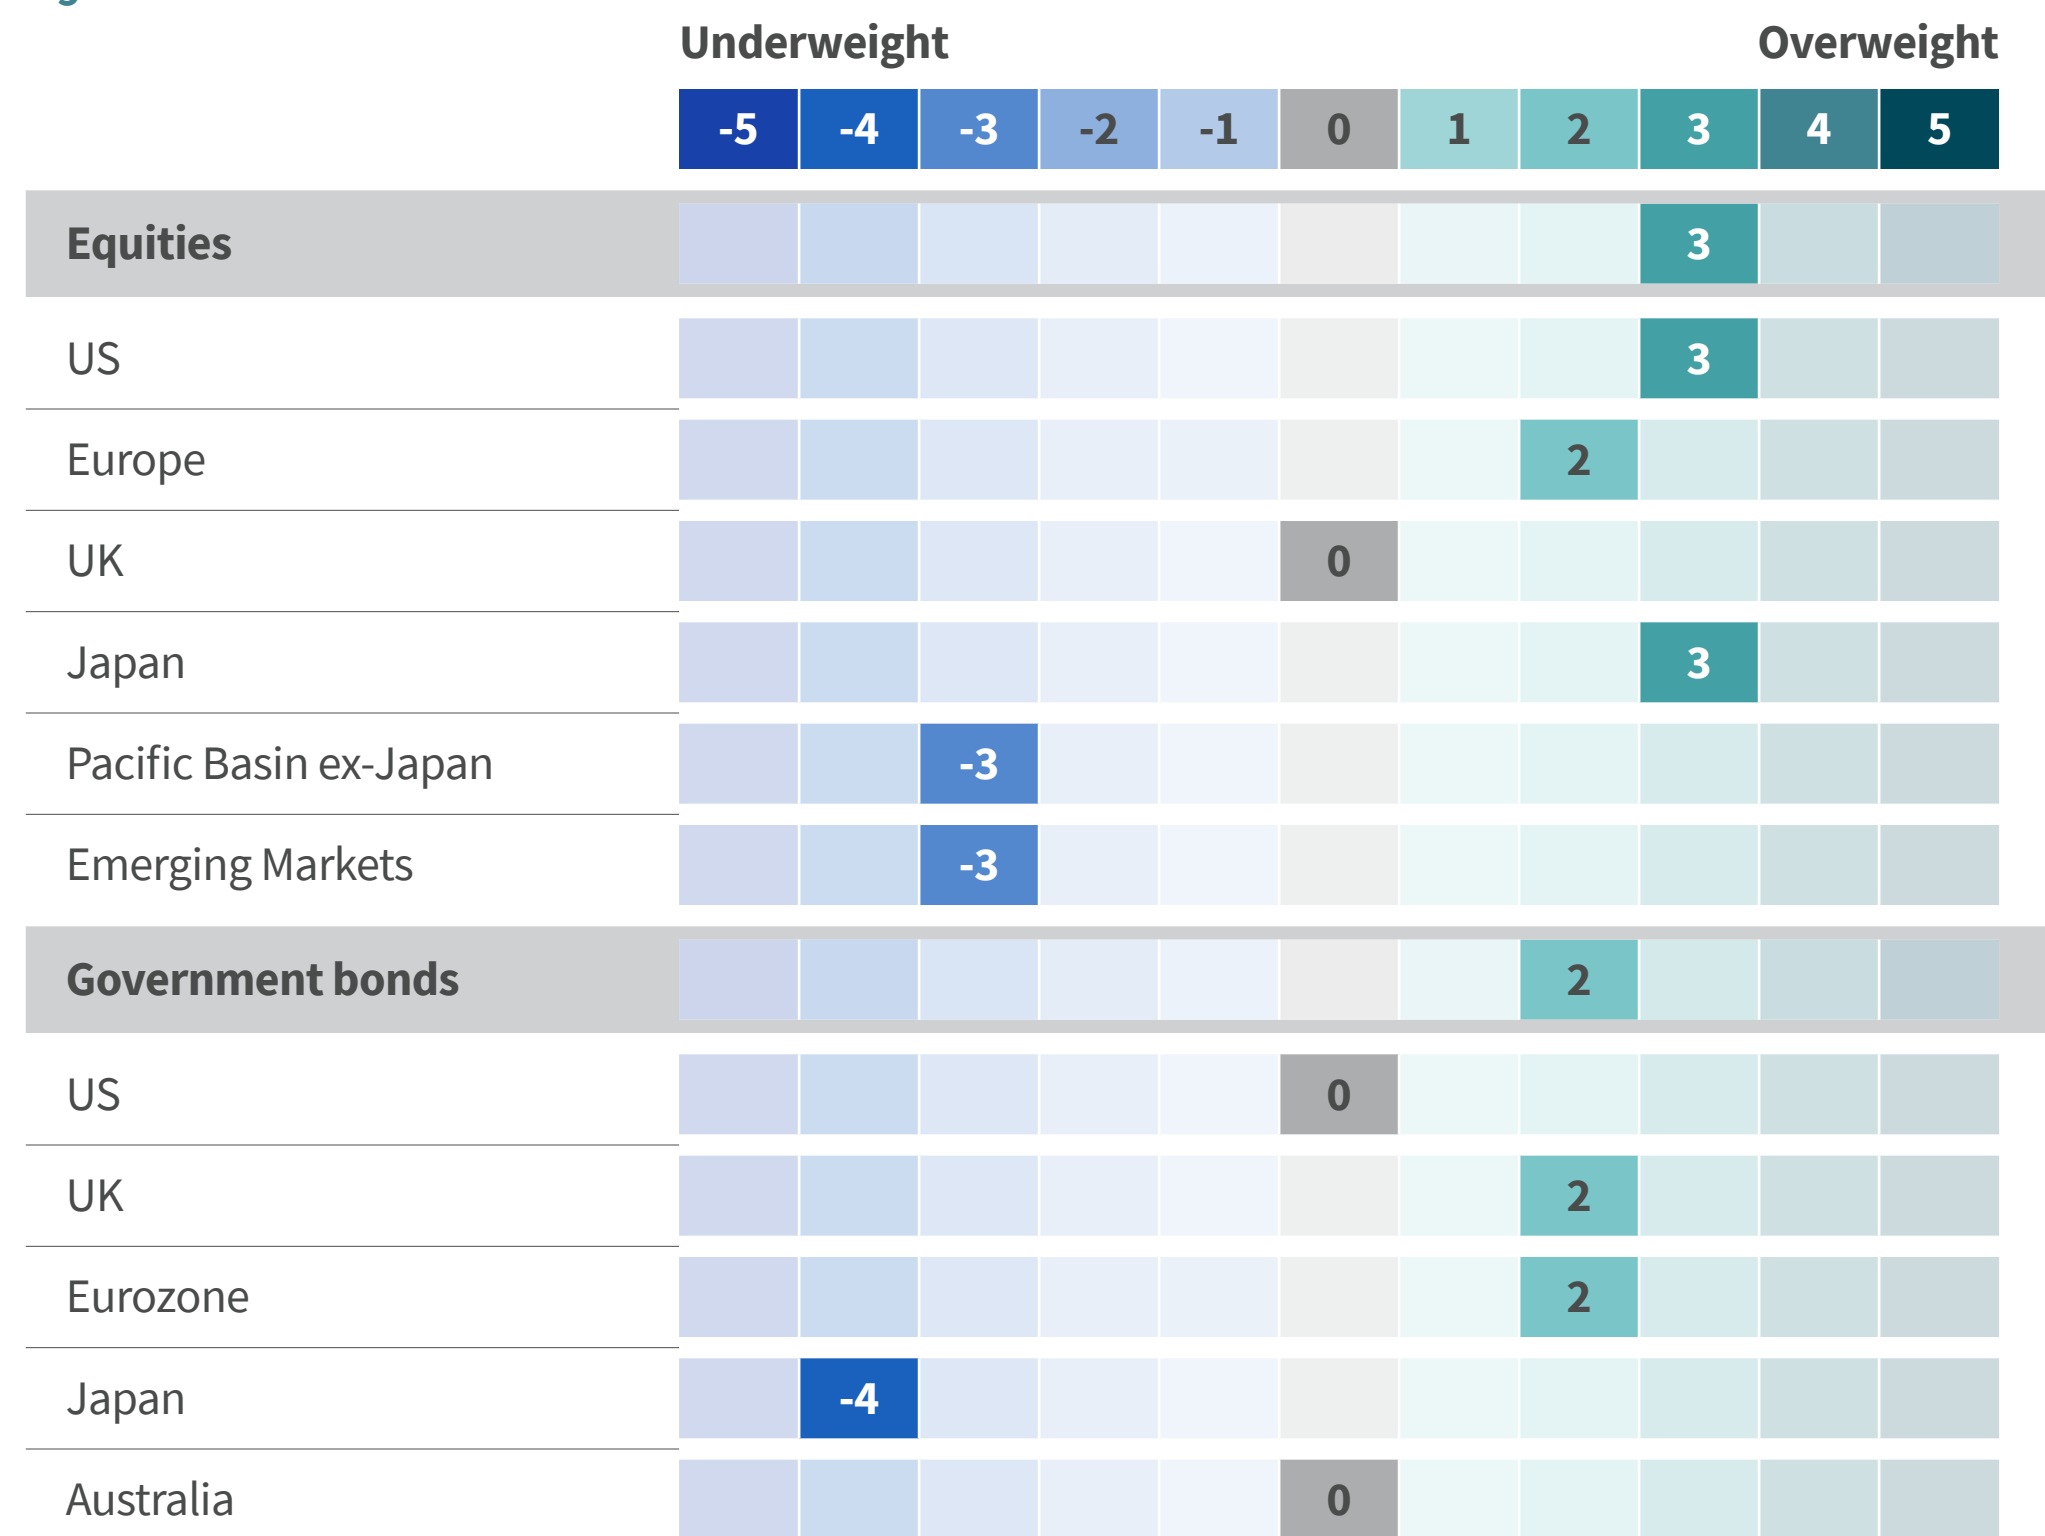 Underweight Overweight
-5 -4 -3 -2 -1 0 1 2 3 4 5
Equities 3
US 3
Europe 2
UK 0
Japan 3
Pacific Basin ex-Japan -3
Emerging Markets -3
Government bonds 2
US 0
UK 2
Eurozone 2
Japan -4
Australia 0